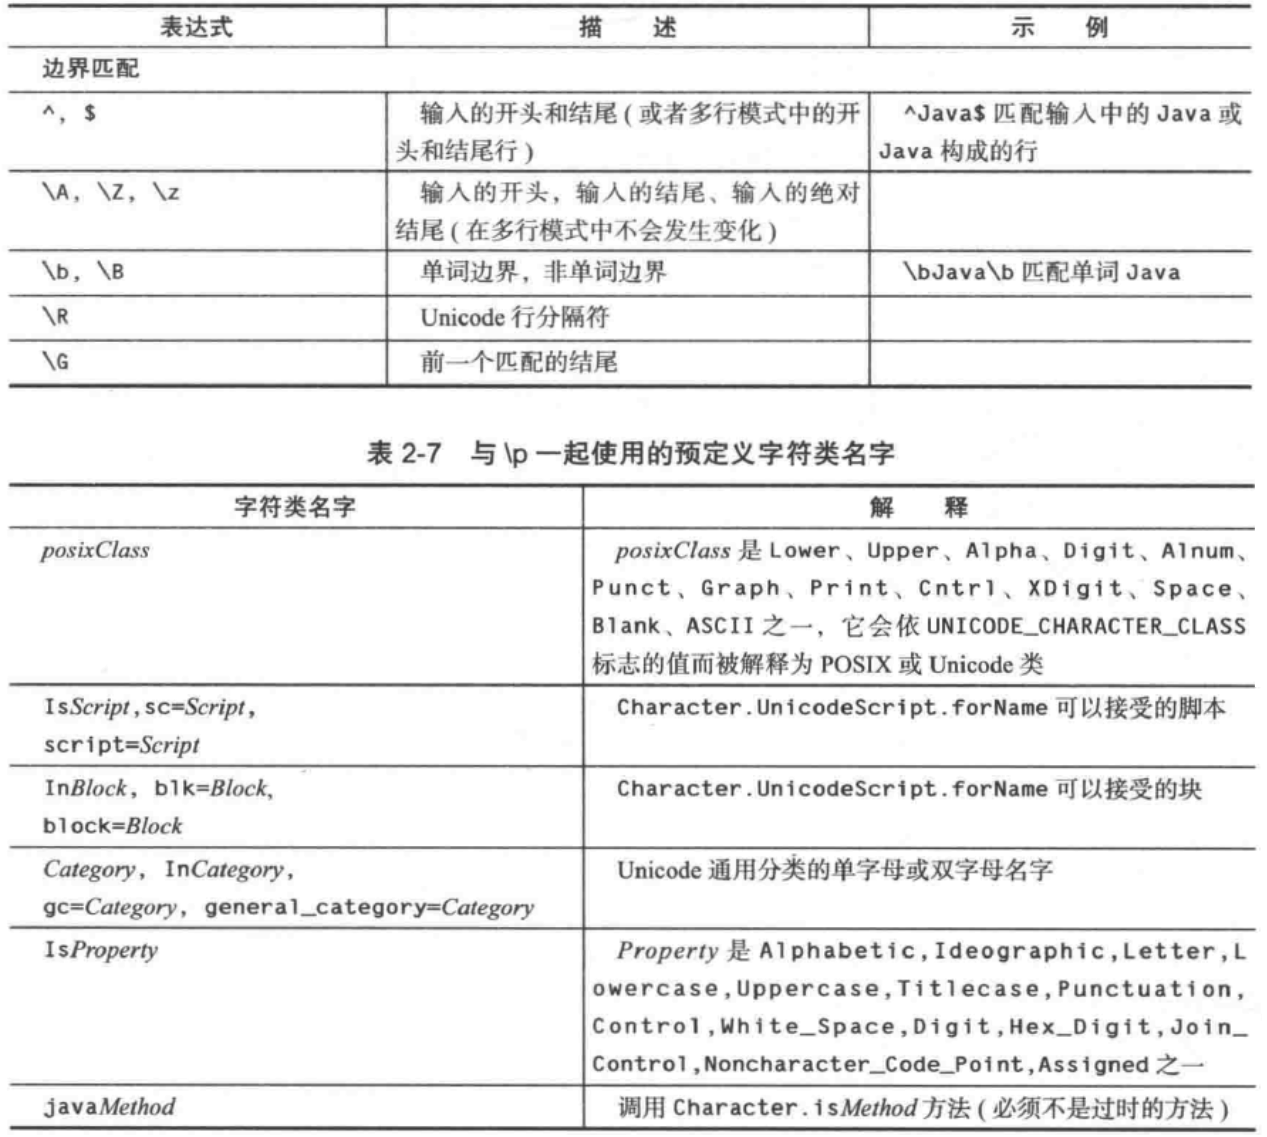 表达式 描 述 示 例
边界匹配
^, $ 输入的开头和结尾(或者多行模式中的开 ^Java$ 匹配输入中的 Java 或
头和结尾行) Java 构成的行
\A, \Z, \z 输入的开头，输入的结尾、输入的绝对
结尾(在多行模式中不会发生变化)
\b, \B 单词边界，非单词边界 \bJava\b 匹配单词 Java
\R Unicode 行分隔符
\G 前一个匹配的结尾
表 2-7 与 \p 一起使用的预定义字符类名字
字符类名字 解 释
posixClass posixClass 是 Lower、Upper、Alpha、Digit、Alnum、
Punct、Graph、Print、Cntrl、XDigit、Space、
Blank、ASCII 之一，它会依 UNICODE_CHARACTER_CLASS
标志的值而被解释为 POSIX 或 Unicode 类
IsScript,sc=Script, Character.UnicodeScript.forName 可以接受的脚本
script=Script
InBlock, blk=Block, Character.UnicodeScript.forName 可以接受的块
block=Block
Category, InCategory, Unicode 通用分类的单字母或双字母名字
gc=Category, general_category=Category
IsProperty Property 是 Alphabetic,Ideographic,Letter,L
owercase,Uppercase,Titlecase,Punctuation,
Control,White_Space,Digit,Hex_Digit,Join_
Control,Noncharacter_Code_Point,Assigned 之一
javaMethod 调用 Character.isMethod 方法(必须不是过时的方法)